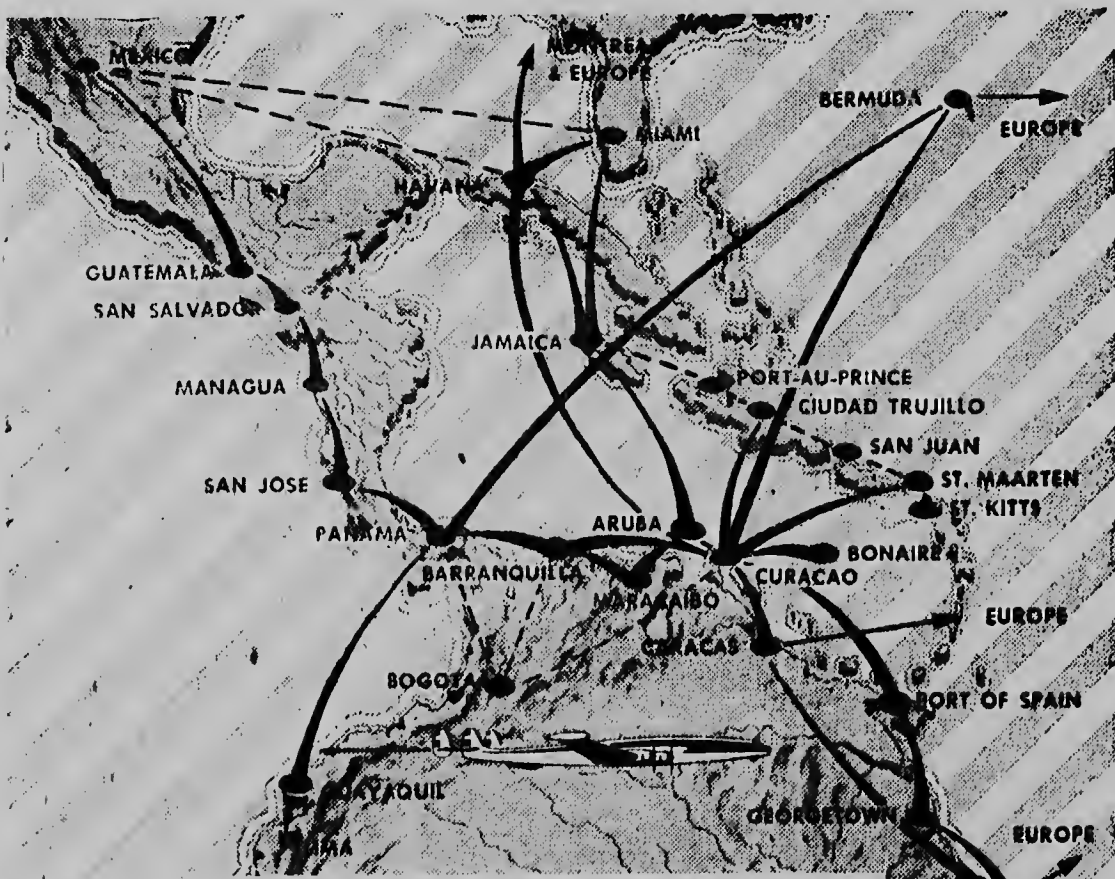 MEXICO
MONTREAL
& EUROPE
BERMUDA
EUROPE
MIAMI
HAVANA
GUATEMALA
SAN SALVADOR
JAMAICA
MANAGUA
PORT-AU-PRINCE
CIUDAD TRUJILLO
SAN JUAN
SAN JOSE
ST. MAARTEN
ST. KITTS
PANAMA
ARUBA
BARRANQUILLA
CURACAO
BONAIRE
MARACAIBO
EUROPE
CARACAS
BOGOTA
PORT OF SPAIN
GUAYAQUIL
GEORGETOWN
EUROPE
LIMA